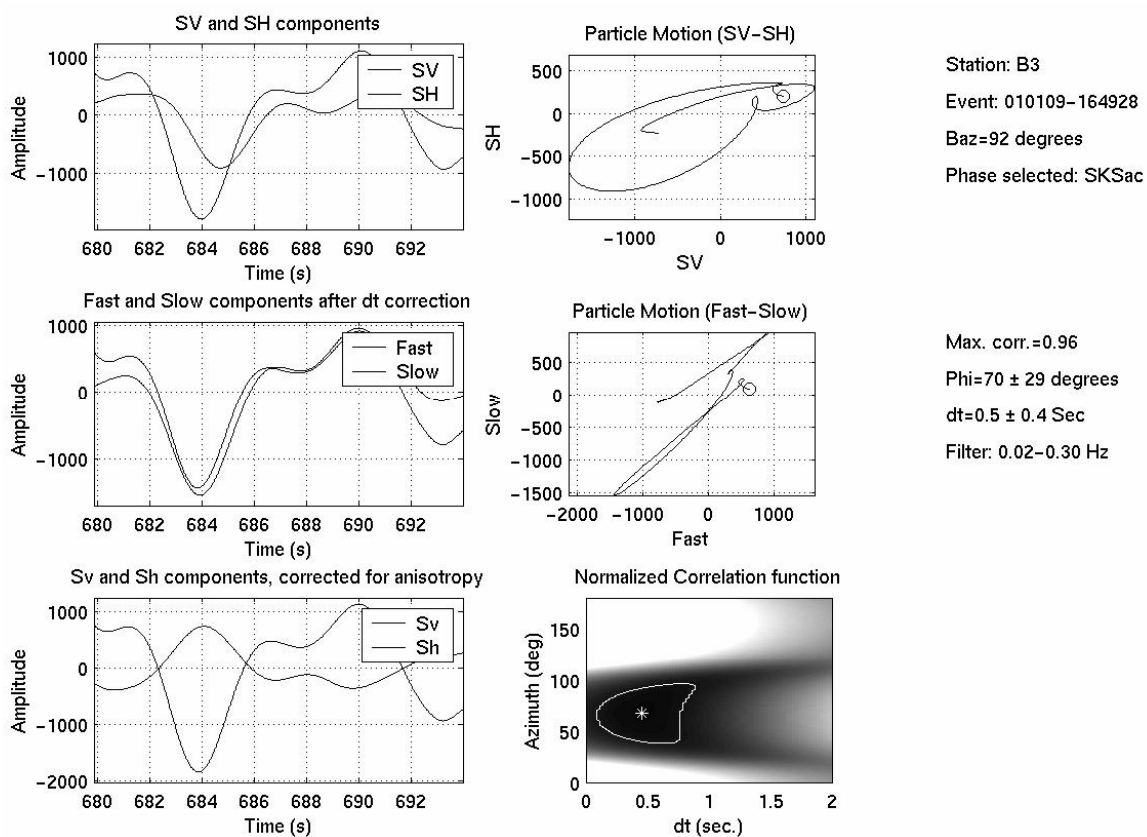 SV and SH components
1000
0
−1000
Amplitude
680 682 684 686 688 690 692
Time (s)
SV
SH
Particle Motion (SV−SH)
500
0
−500
−1000
SH
−1000 0 1000
SV
Station: B3
Event: 010109−164928
Baz=92 degrees
Phase selected: SKSac
Fast and Slow components after dt correction
1000
0
−1000
Amplitude
680 682 684 686 688 690 692
Time (s)
Fast
Slow
Particle Motion (Fast−Slow)
500
0
−500
−1000
−1500
Slow
−2000 −1000 0 1000
Fast
Max. corr.=0.96
Phi=70 ± 29 degrees
dt=0.5 ± 0.4 Sec
Filter: 0.02−0.30 Hz
Sv and Sh components, corrected for anisotropy
1000
0
−1000
−2000
Amplitude
680 682 684 686 688 690 692
Time (s)
Sv
Sh
Normalized Correlation function
150
100
50
0
Azimuth (deg)
0 0.5 1 1.5 2
dt (sec.)